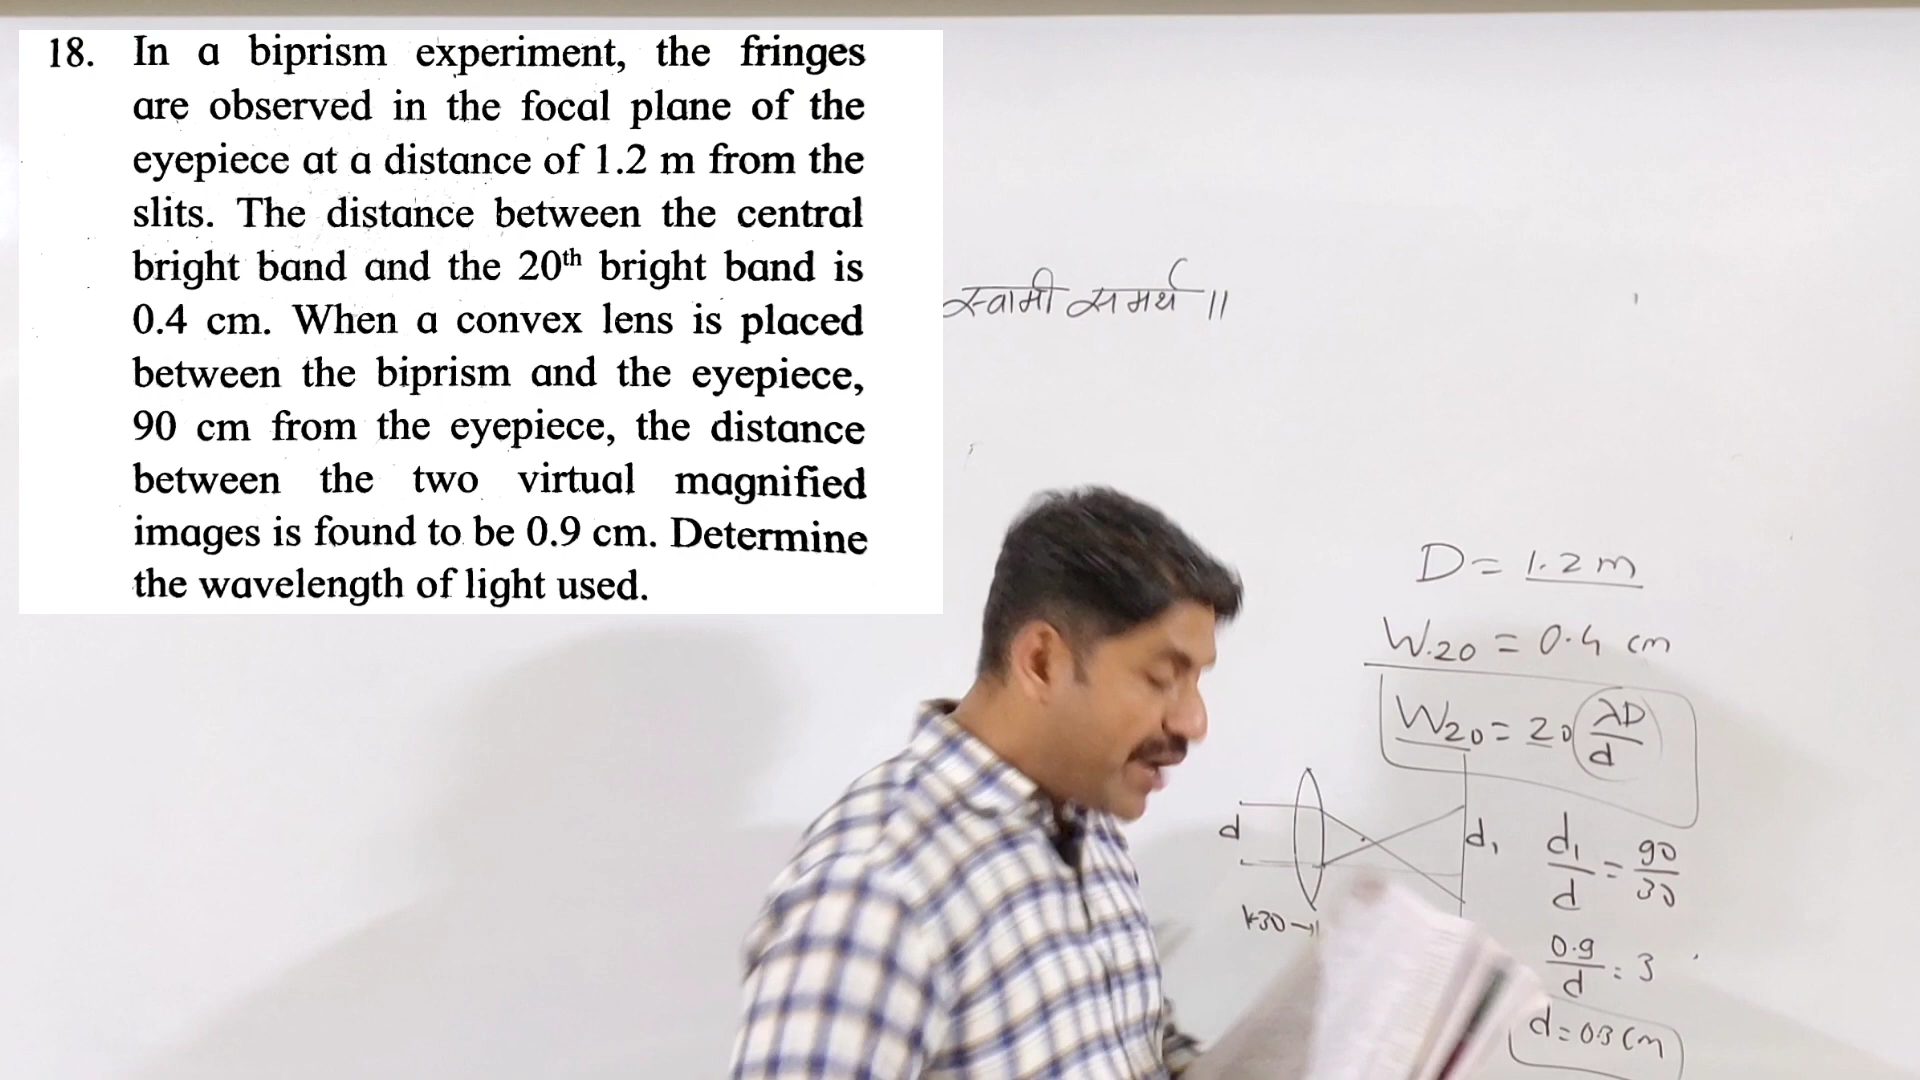 18. In a biprism experiment, the fringes
are observed in the focal plane of the
eyepiece at a distance of 1.2 m from the
slits. The distance between the central
bright band and the 20th bright band is
0.4 cm. When a convex lens is placed
between the biprism and the eyepiece,
90 cm from the eyepiece, the distance
between the two virtual magnified
images is found to be 0.9 cm. Determine
the wavelength of light used.
स्वामी समर्थ ॥
D = 1.2 m
W20 = 0.4 cm
W20 = 20 λD/d
d
d1
d1/d = 90/30
30
0.9/d = 3
d = 0.3 cm